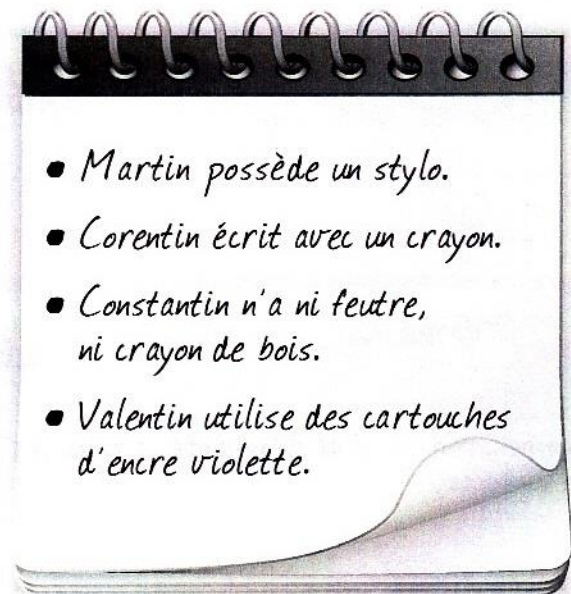 • Martin possède un stylo.
• Corentin écrit avec un crayon.
• Constantin n'a ni feutre,
ni crayon de bois.
• Valentin utilise des cartouches
d'encre violette.